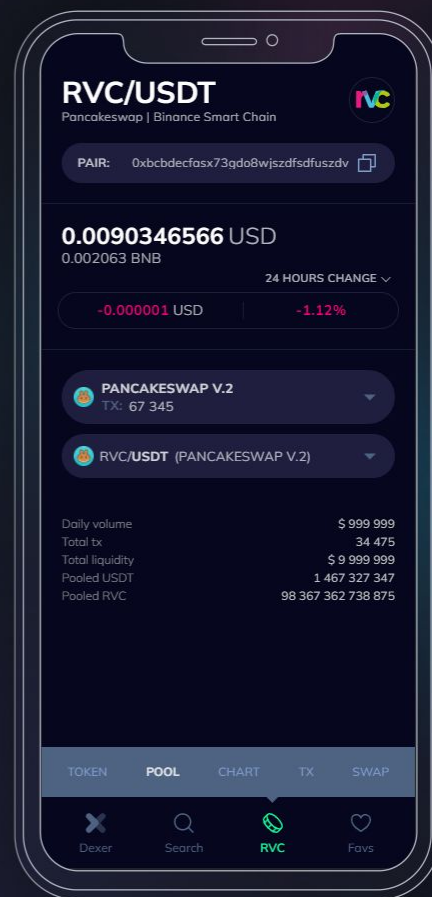 RVC/USDT
Pancakeswap | Binance Smart Chain
rvc
PAIR: 0xbcbdecfasx73gdo8wjszdfsdfuszdv
0.0090346566 USD
0.002063 BNB
24 HOURS CHANGE
-0.000001 USD -1.12%
PANCAKESWAP V.2
TX: 67 345
RVC/USDT (PANCAKESWAP V.2)
Daily volume $ 999 999
Total tx 34 475
Total liquidity $ 9 999 999
Pooled USDT 1 467 327 347
Pooled RVC 98 367 362 738 875
TOKEN POOL CHART TX SWAP
Dexer Search RVC Favs